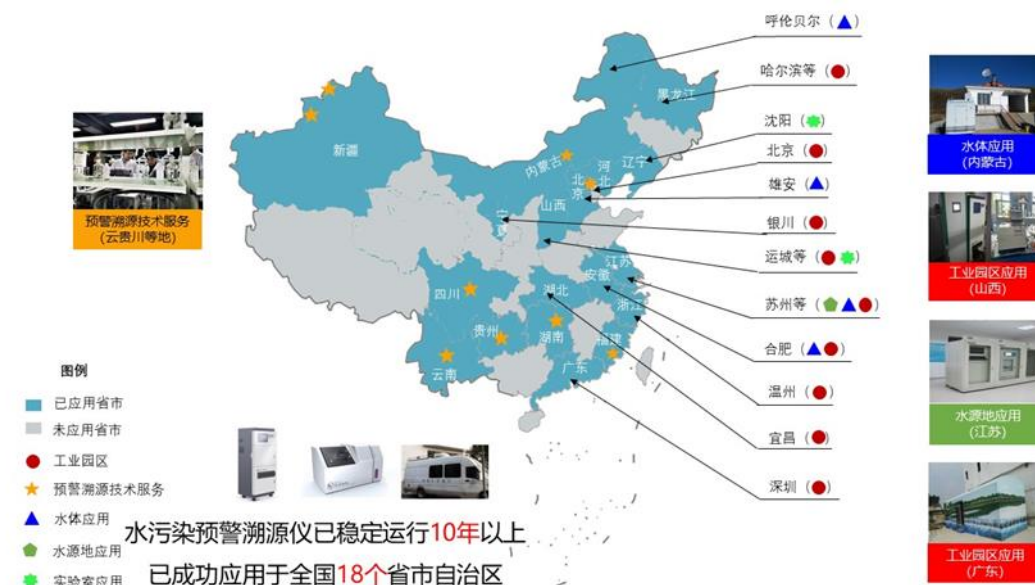 呼伦贝尔（▲）
哈尔滨等（●）
沈阳（✸）
北京（●）
雄安（▲）
银川（●）
运城等（●✸）
苏州等（⬟▲●）
合肥（▲●）
温州（●）
宜昌（●）
深圳（●）
黑龙江
新疆
内蒙古
辽宁
河北
北京
山西
宁夏
江苏
安徽
四川
湖北
浙江
贵州
湖南
福建
云南
广东
预警溯源技术服务
(云贵川等地)
水体应用
(内蒙古)
工业园区应用
(山西)
水源地应用
(江苏)
工业园区应用
(广东)
图例
已应用省市
未应用省市
工业园区
预警溯源技术服务
水体应用
水源地应用
实验室应用
水污染预警溯源仪已稳定运行10年以上
已成功应用于全国18个省市自治区